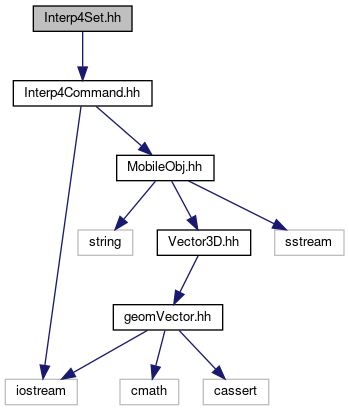 Interp4Set.hh
Interp4Command.hh
MobileObj.hh
string
Vector3D.hh
sstream
geomVector.hh
iostream
cmath
cassert